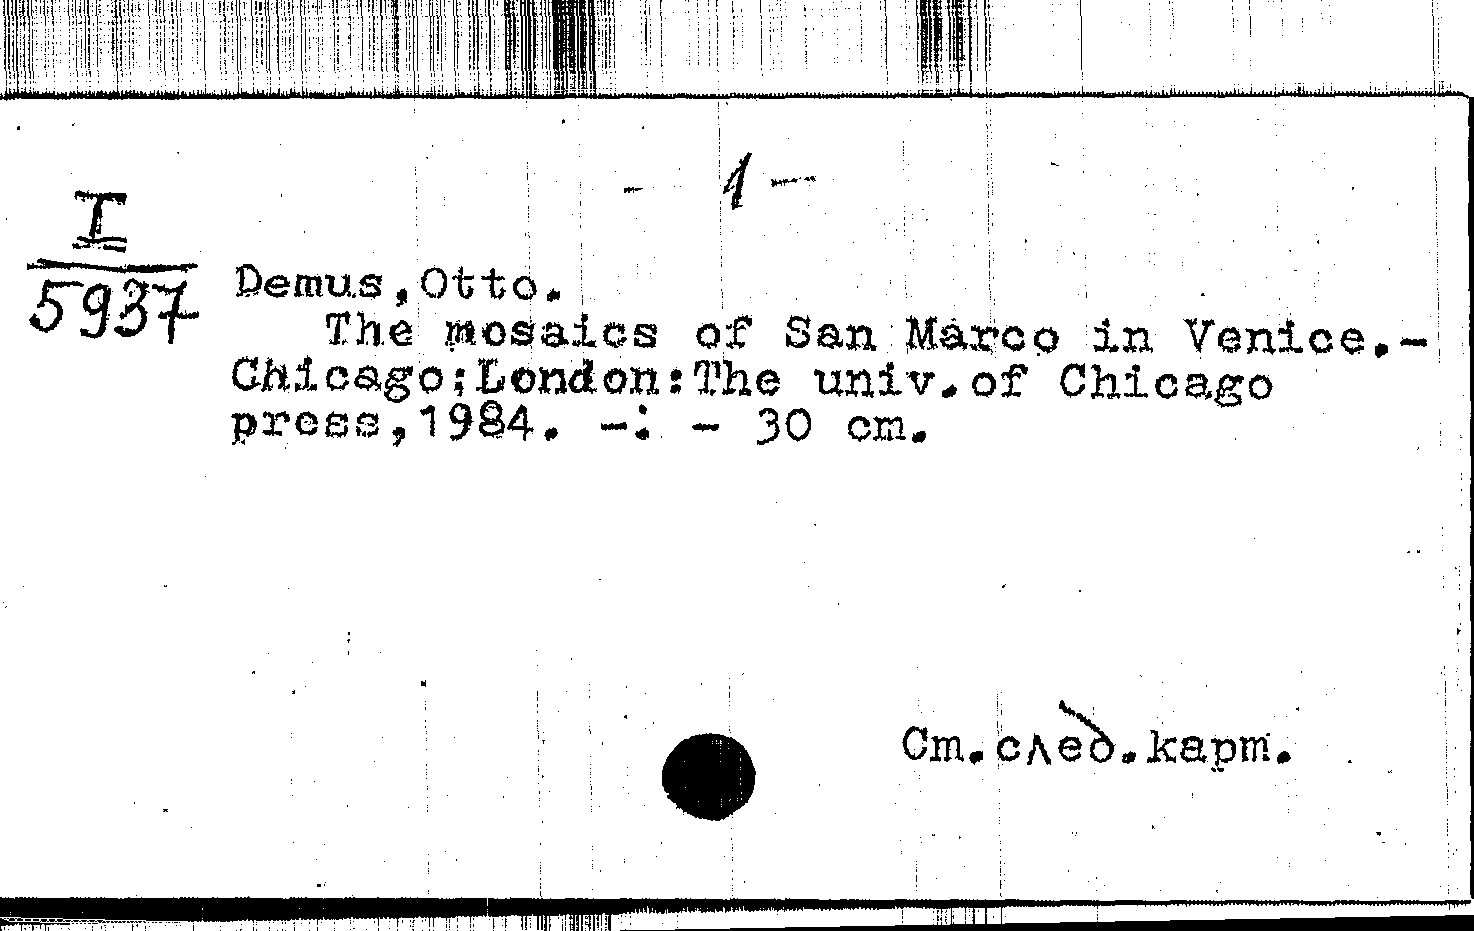 - 1 -
I
5937
Demus,Otto.
The mosaics of San Marco in Venice.-
Chicago;London:The univ.of Chicago
press,1984. -: - 30 cm.
См.след.карт.